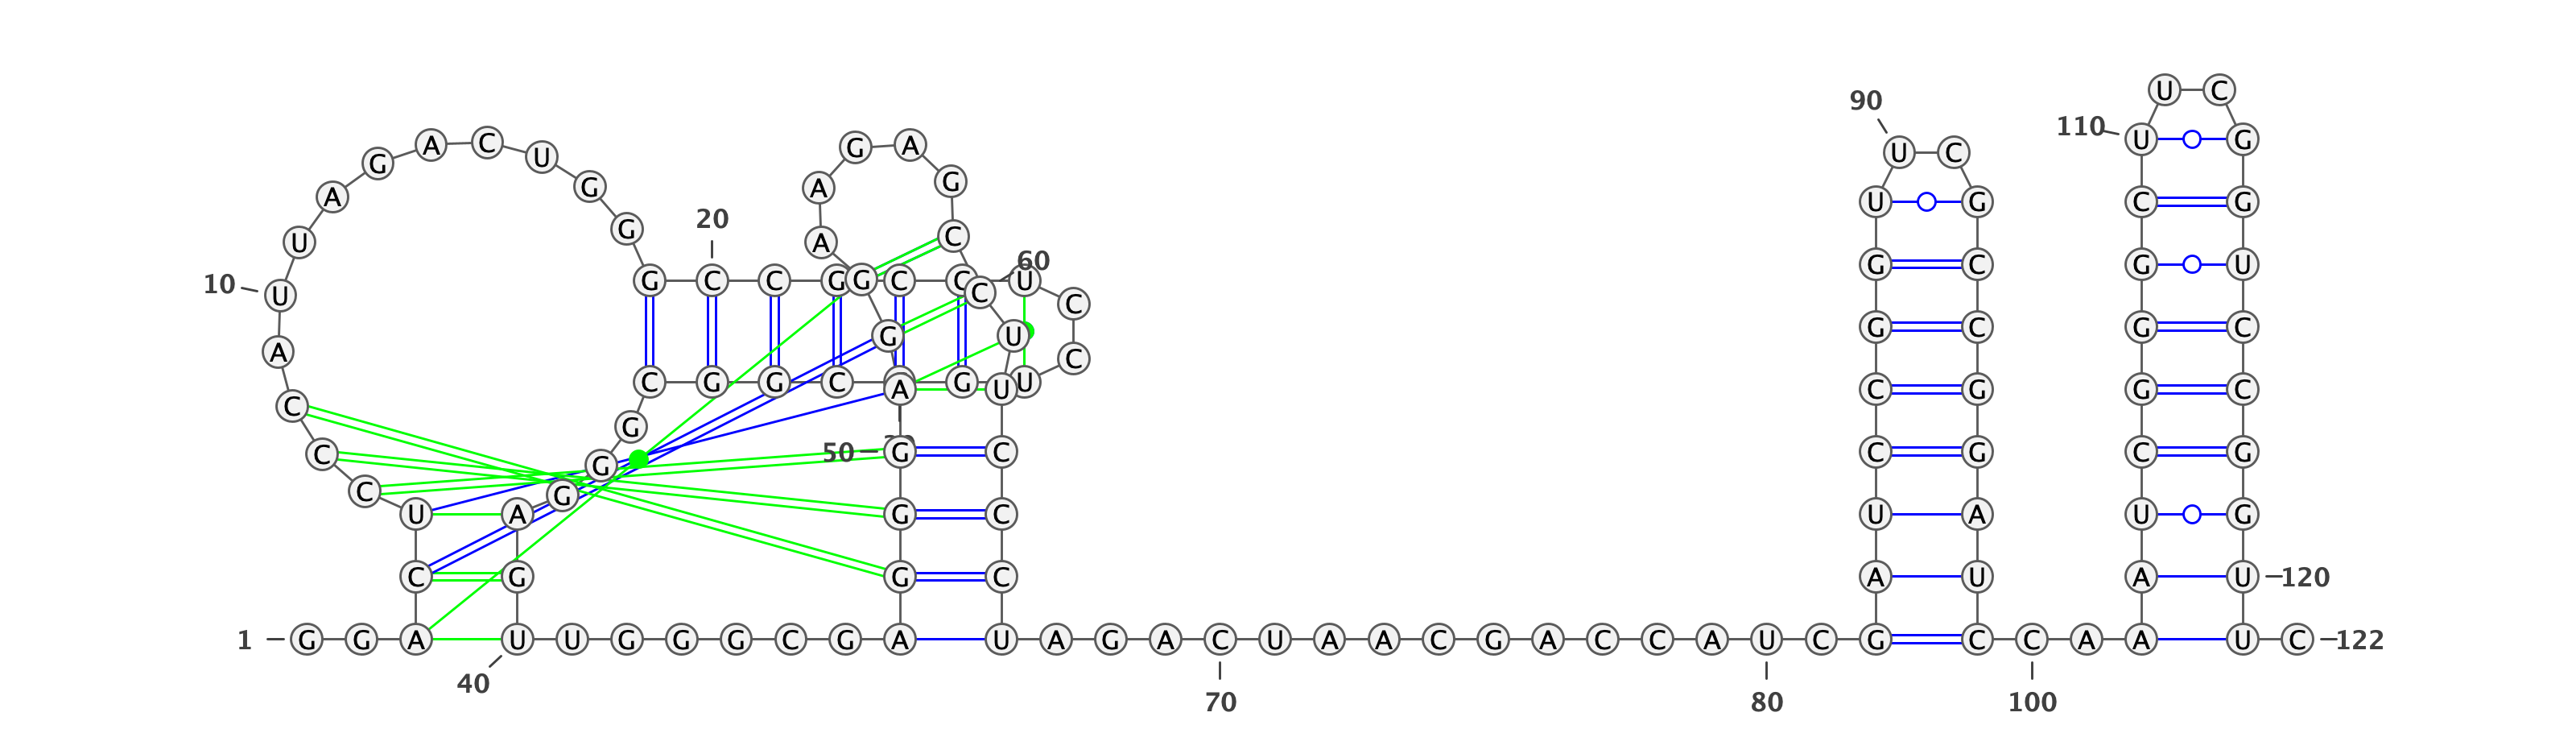 1
G G A C U C C C A U
10
U A G A C U G G G C
20
C G C C U C C U G
C G G C G G G A G U
40
U G G G C G A G G G
50
A G G A A G A G C C
60
U U C C C U A G A C
70
U A A C G A C C A U
80
C G A U C C G G U U
90
C G C C G G A U C C
100
A A A U C G G G C U
110
U C G G U C C G G U
120
U C
122